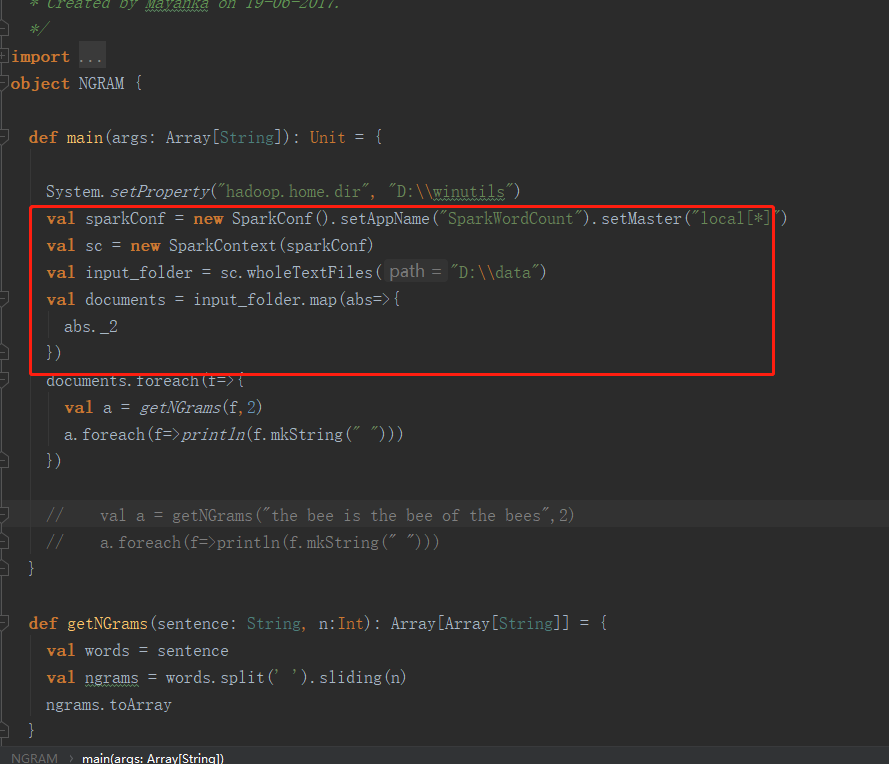 * Created by Mayanka on 19-06-2017.
*/
import ...
object NGRAM {
def main(args: Array[String]): Unit = {
System.setProperty("hadoop.home.dir", "D:\\winutils")
val sparkConf = new SparkConf().setAppName("SparkWordCount").setMaster("local[*]")
val sc = new SparkContext(sparkConf)
val input_folder = sc.wholeTextFiles( path = "D:\\data")
val documents = input_folder.map(abs=>{
abs._2
})
documents.foreach(f=>{
val a = getNGrams(f,2)
a.foreach(f=>println(f.mkString(" ")))
})
// val a = getNGrams("the bee is the bee of the bees",2)
// a.foreach(f=>println(f.mkString(" ")))
}
def getNGrams(sentence: String, n:Int): Array[Array[String]] = {
val words = sentence
val ngrams = words.split(' ').sliding(n)
ngrams.toArray
}
NGRAM › main(args: Array[String])